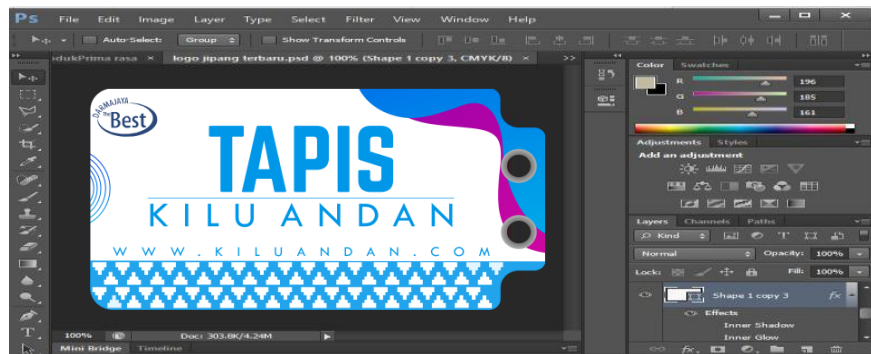 Ps File Edit Image Layer Type Select Filter View Window Help
Auto-Select: Group Show Transform Controls
idukPrima rasa × logo jipang terbaru.psd @ 100% (Shape 1 copy 3, CMYK/8) ×
DARMAJAYA
The Best
TAPIS
KILUANDAN
WWW.KILUANDAN.COM
100% Doc: 303.8K/4.24M
Mini Bridge Timeline
Color Swatches
R 196
G 185
B 161
Adjustments Styles
Add an adjustment
Layers Channels Paths
Kind
Normal Opacity: 100%
Lock: Fill: 100%
Shape 1 copy 3 fx
Effects
Inner Shadow
Inner Glow
fx